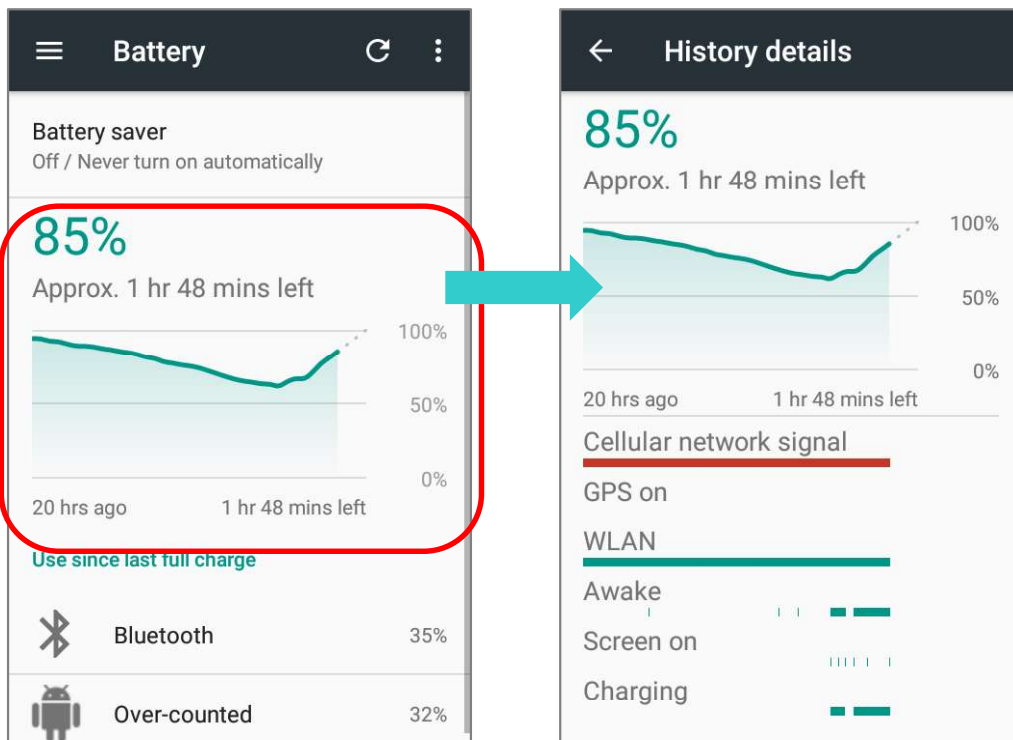 Battery
Battery saver
Off / Never turn on automatically
85%
Approx. 1 hr 48 mins left
100%
50%
0%
20 hrs ago 1 hr 48 mins left
Use since last full charge
Bluetooth 35%
Over-counted 32%
History details
85%
Approx. 1 hr 48 mins left
100%
50%
0%
20 hrs ago 1 hr 48 mins left
Cellular network signal
GPS on
WLAN
Awake
Screen on
Charging